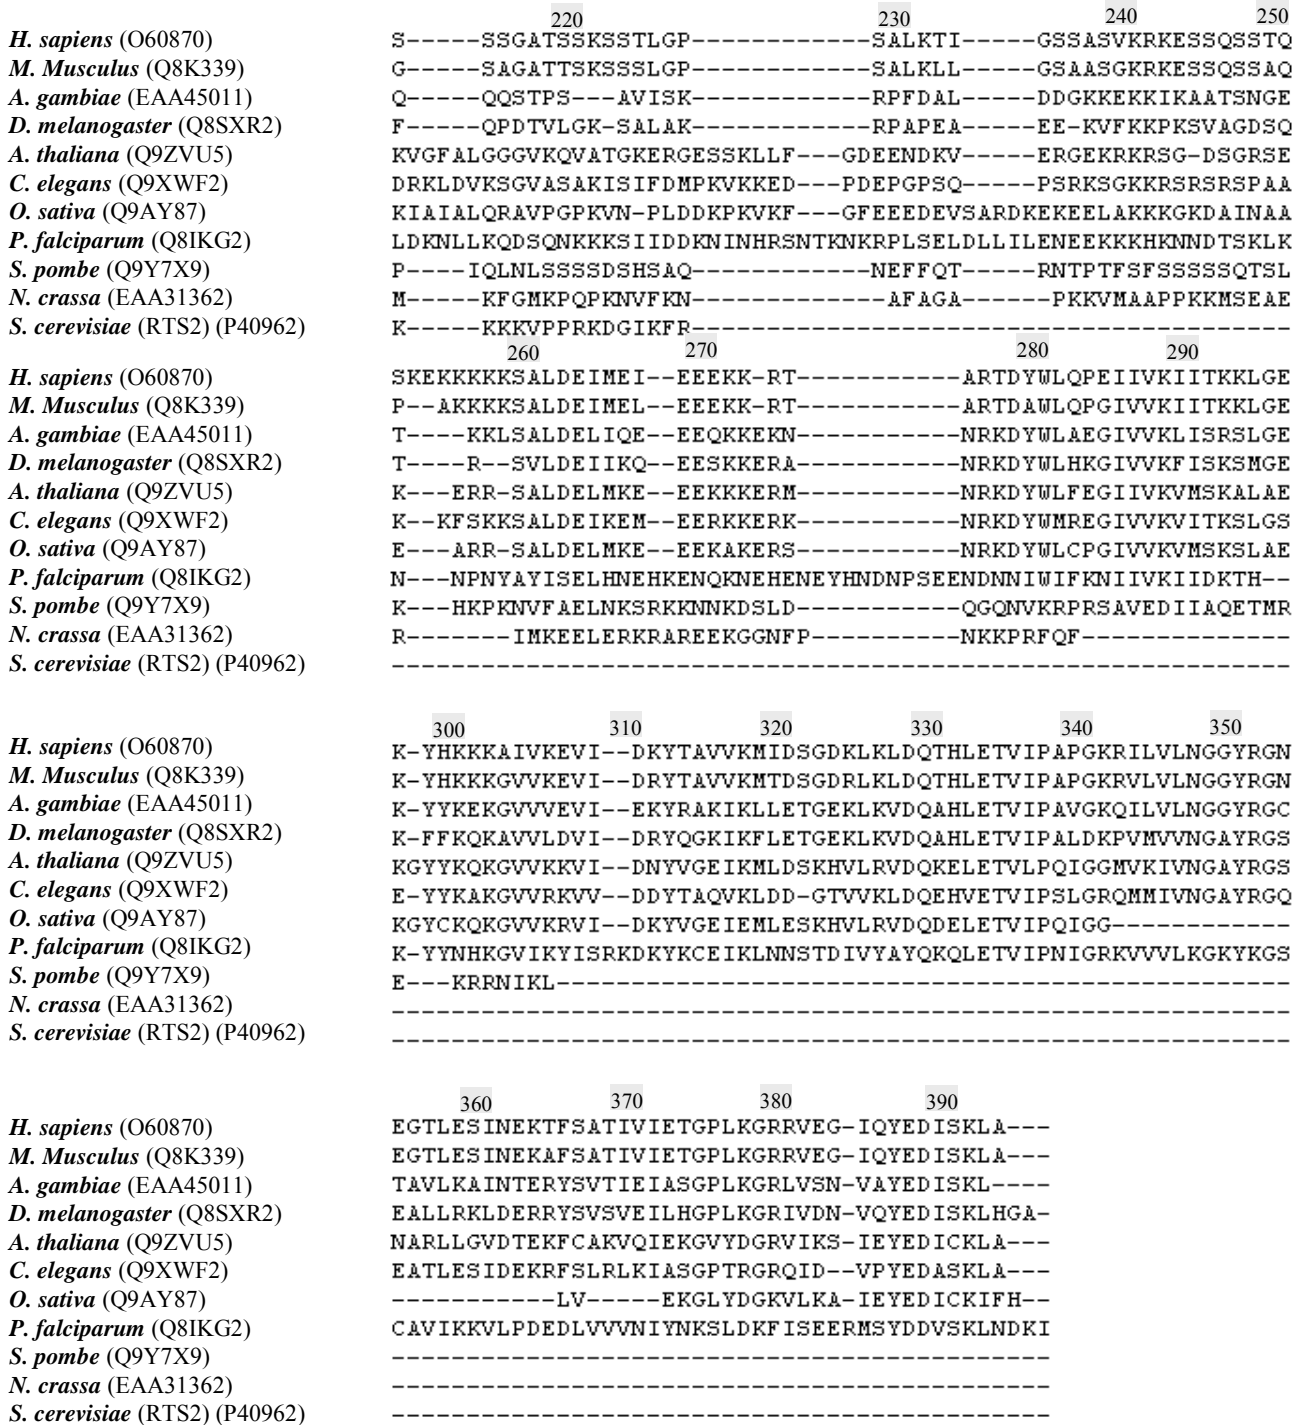 220 230 240 250
H. sapiens (O60870) S-----SSGATSSKSSTLGP------------SALKTI-----GSSASVKRKESSQSSTQ
M. Musculus (Q8K339) G-----SAGATTSKSSSLGP------------SALKLL-----GSAASGKRKESSQSSAQ
A. gambiae (EAA45011) Q-----QQSTPS---AVISK------------RPFDAL-----DDGKKEKKIKAATSNGE
D. melanogaster (Q8SXR2) F-----QPDTVLGK-SALAK------------RPAPEA-----EE-KVFKKPKSVAGDSQ
A. thaliana (Q9ZVU5) KVGFALGGGVKQVATGKERGESSKLLF---GDEENDKV-----ERGEKRKRSG-DSGRSE
C. elegans (Q9XWF2) DRKLDVKSGVASAKISIFDMPKVKKED---PDEPGPSQ-----PSRKSGKKRSRSRSPAA
O. sativa (Q9AY87) KIAIALQRAVPGPKVN-PLDDKPKVKF---GFEEEDEVSARDKEKEELAKKKGKDAINAA
P. falciparum (Q8IKG2) LDKNLLKQDSQNKKKSIIDDKNINHRSNTKNKRPLSELDLLILENEEKKKHKNNDTSKLK
S. pombe (Q9Y7X9) P----IQLNLSSSSDSHSAQ------------NEFFQT-----RNTPTFSFSSSSSQTSL
N. crassa (EAA31362) M-----KFGMKPQPKNVFKN-------------AFAGA------PKKVMAAPPKKMSEAE
S. cerevisiae (RTS2) (P40962) K-----KKKVPPRKDGIKFR----------------------------------------
260 270 280 290
H. sapiens (O60870) SKEKKKKKSALDEIMEI--EEEKK-RT-----------ARTDYWLQPEIIVKIITKKLGE
M. Musculus (Q8K339) P--AKKKKSALDEIMEL--EEEKK-RT-----------ARTDAWLQPGIVVKIITKKLGE
A. gambiae (EAA45011) T----KKLSALDELIQE--EEQKKEKN-----------NRKDYWLAEGIVVKLISRSLGE
D. melanogaster (Q8SXR2) T----R--SVLDEIIKQ--EESKKERA-----------NRKDYWLHKGIVVKFISKSMGE
A. thaliana (Q9ZVU5) K---ERR-SALDELMKE--EEKKKERM-----------NRKDYWLFEGIIVKVMSKALAE
C. elegans (Q9XWF2) K--KFSKKSALDEIKEM--EERKKERK-----------NRKDYWMREGIVVKVITKSLGS
O. sativa (Q9AY87) E---ARR-SALDELMKE--EEKAKERS-----------NRKDYWLCPGIVVKVMSKSLAE
P. falciparum (Q8IKG2) N---NPNYAYISELHNEHKENQKNEHENEYHNDNPSEENDNNIWIFKNIIVKIIDKTH--
S. pombe (Q9Y7X9) K---HKPKNVFAELNKSRKKNNKDSLD-----------QGQNVKRPRSAVEDIIAQETMR
N. crassa (EAA31362) R-------IMKEELERKRAREEKGGNFP----------NKKPRFQF--------------
S. cerevisiae (RTS2) (P40962) ------------------------------------------------------------
300 310 320 330 340 350
H. sapiens (O60870) K-YHKKKAIVKEVI--DKYTAVVKMIDSGDKLKLDQTHLETVIPAPGKRILVLNGGYRGN
M. Musculus (Q8K339) K-YHKKKGVVKEVI--DRYTAVVKMTDSGDRLKLDQTHLETVIPAPGKRVLVLNGGYRGN
A. gambiae (EAA45011) K-YYKEKGVVVEVI--EKYRAKIKLLETGEKLKVDQAHLETVIPAVGKQILVLNGGYRGC
D. melanogaster (Q8SXR2) K-FFKQKAVVLDVI--DRYQGKIKFLETGEKLKVDQAHLETVIPALDKPVMVVNGAYRGS
A. thaliana (Q9ZVU5) KGYYKQKGVVKKVI--DNYVGEIKMLDSKHVLRVDQKELETVLPQIGGMVKIVNGAYRGS
C. elegans (Q9XWF2) E-YYKAKGVVRKVV--DDYTAQVKLDD-GTVVKLDQEHVETVIPSLGRQMMIVNGAYRGQ
O. sativa (Q9AY87) KGYCKQKGVVKRVI--DKYVGEIEMLESKHVLRVDQDELETVIPQIGG------------
P. falciparum (Q8IKG2) K-YYNHKGVIKYISRKDKYKCEIKLNNSTDIVYAYQKQLETVIPNIGRKVVVLKGKYKGS
S. pombe (Q9Y7X9) E---KRRNIKL-------------------------------------------------
N. crassa (EAA31362) ------------------------------------------------------------
S. cerevisiae (RTS2) (P40962) ------------------------------------------------------------
360 370 380 390
H. sapiens (O60870) EGTLESINEKTFSATIVIETGPLKGRRVEG-IQYEDISKLA---
M. Musculus (Q8K339) EGTLESINEKAFSATIVIETGPLKGRRVEG-IQYEDISKLA---
A. gambiae (EAA45011) TAVLKAINTERYSVTIEIASGPLKGRLVSN-VAYEDISKL----
D. melanogaster (Q8SXR2) EALLRKLDERRYSVSVEILHGPLKGRIVDN-VQYEDISKLHGA-
A. thaliana (Q9ZVU5) NARLLGVDTEKFCAKVQIEKGVYDGRVIKS-IEYEDICKLA---
C. elegans (Q9XWF2) EATLESIDEKRFSLRLKIASGPTRGRQID--VPYEDASKLA---
O. sativa (Q9AY87) -----------LV-----EKGLYDGKVLKA-IEYEDICKIFH--
P. falciparum (Q8IKG2) CAVIKKVLPDEDLVVVNIYNKSLDKFISEERMSYDDVSKLNDKI
S. pombe (Q9Y7X9) --------------------------------------------
N. crassa (EAA31362) --------------------------------------------
S. cerevisiae (RTS2) (P40962) --------------------------------------------